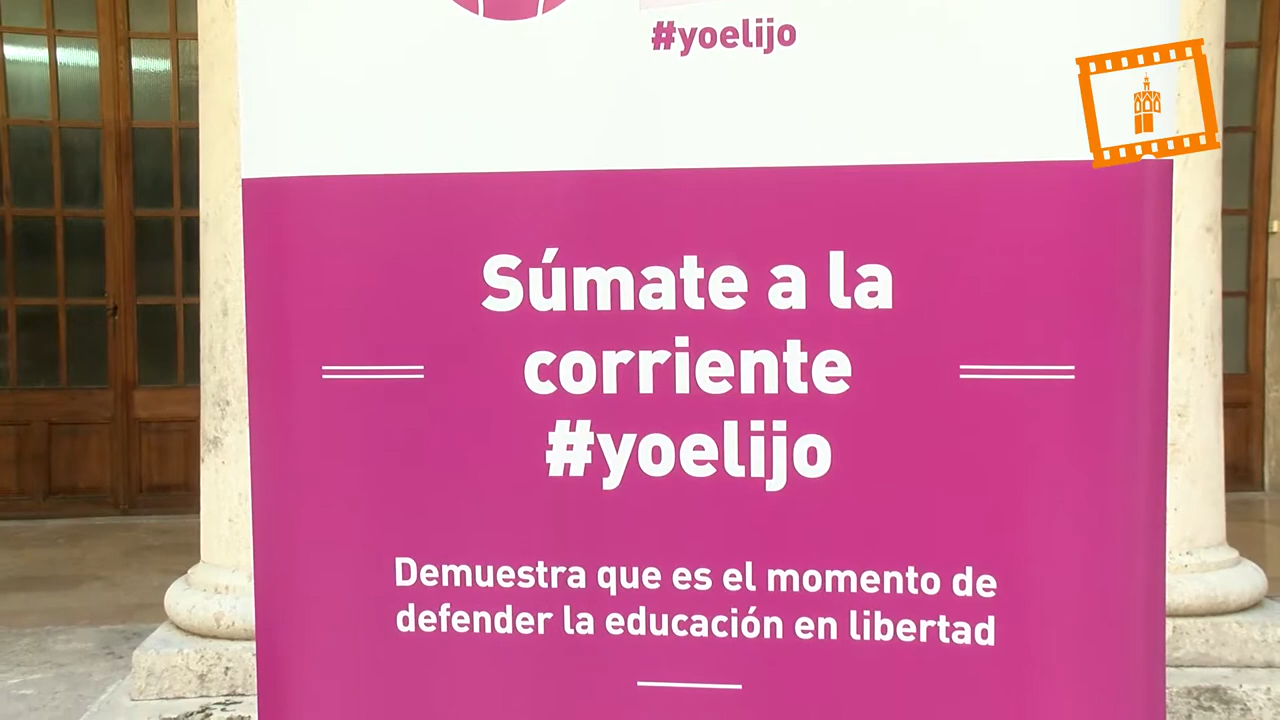 #yoelijo
Súmate a la
corriente
#yoelijo
Demuestra que es el momento de
defender la educación en libertad